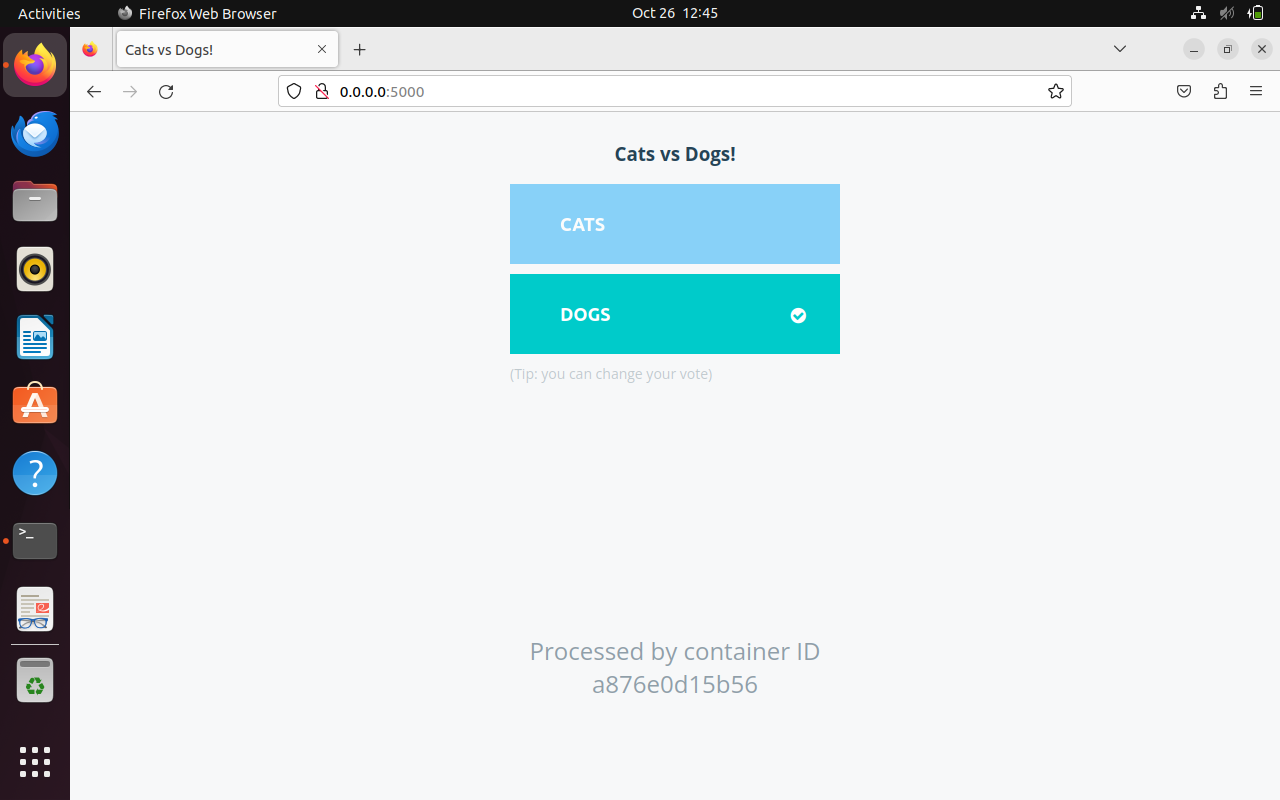 Activities
Firefox Web Browser
Oct 26 12:45
Cats vs Dogs!
0.0.0.0:5000
Cats vs Dogs!
CATS
DOGS
(Tip: you can change your vote)
Processed by container ID
a876e0d15b56